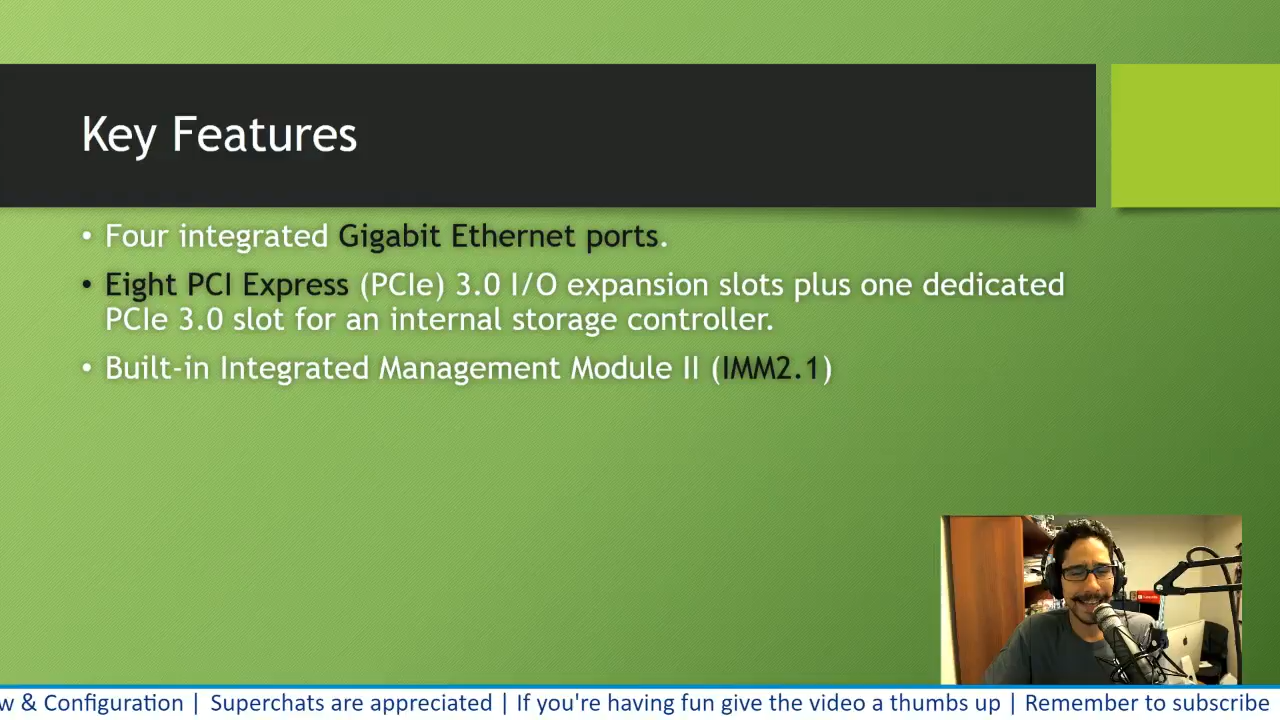 Key Features
• Four integrated Gigabit Ethernet ports.
• Eight PCI Express (PCIe) 3.0 I/O expansion slots plus one dedicated
PCIe 3.0 slot for an internal storage controller.
• Built-in Integrated Management Module II (IMM2.1)
w & Configuration | Superchats are appreciated | If you're having fun give the video a thumbs up | Remember to subscribe